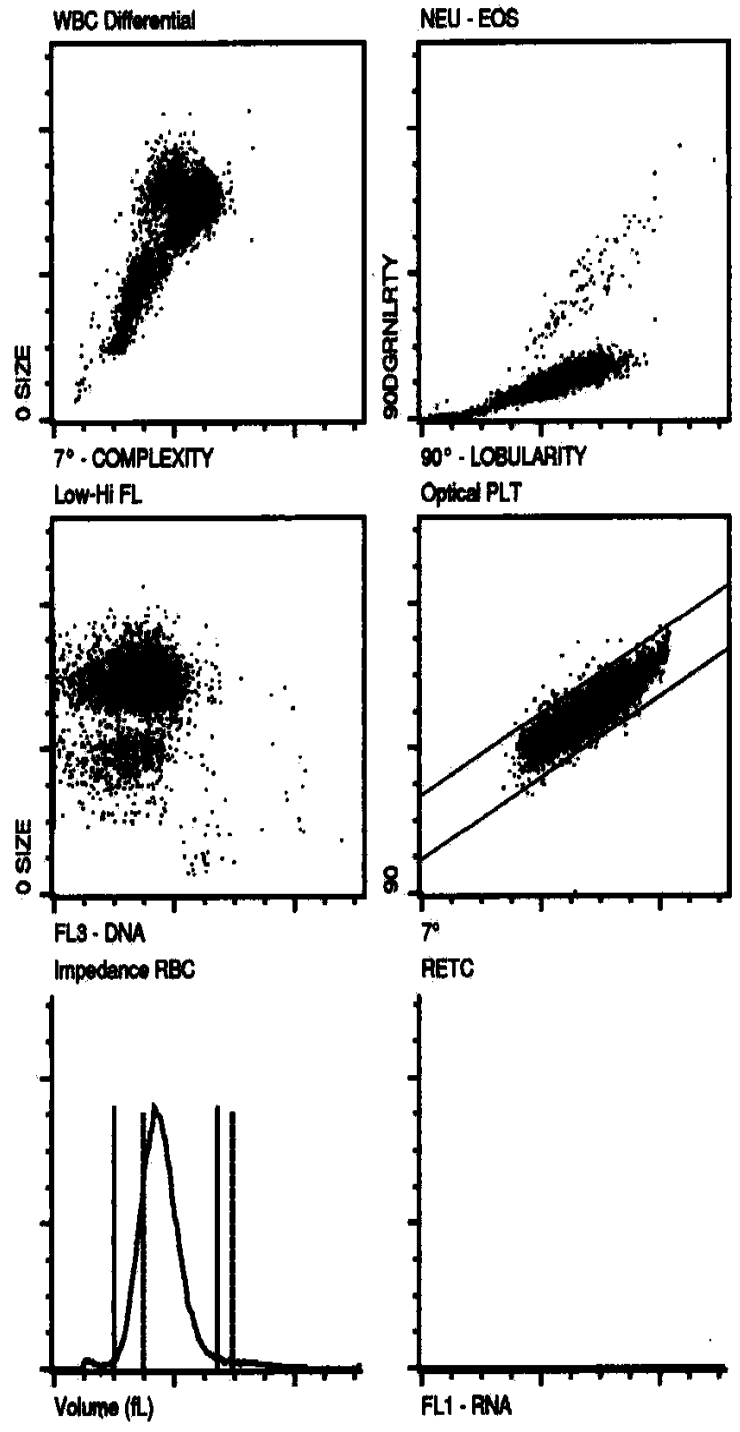 WBC Differential
0 SIZE
7° - COMPLEXITY
NEU - EOS
90DGRNLRTY
90° - LOBULARITY
Low-Hi FL
0 SIZE
FL3 - DNA
Optical PLT
90
7°
Impedance RBC
Volume (fL)
RETC
FL1 - RNA